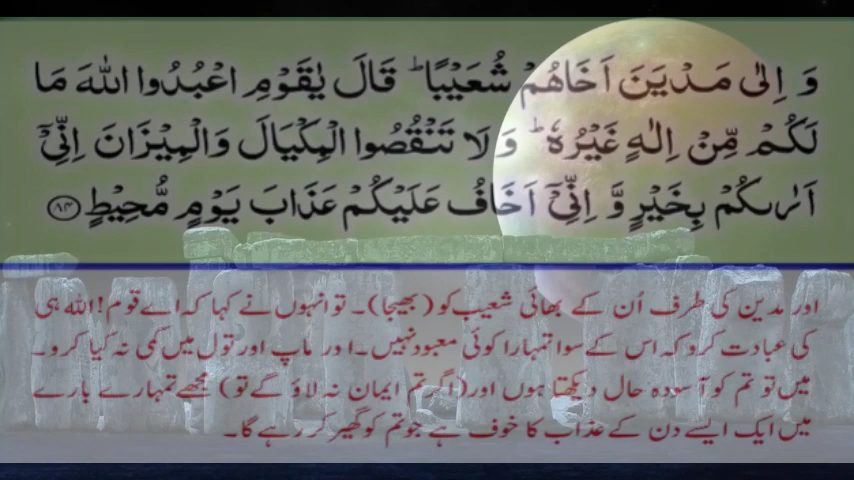 وَ اِلٰى مَدۡيَنَ اَخَاهُمۡ شُعَيۡبًا‌ ؕ قَالَ يٰقَوۡمِ اعۡبُدُوا اللّٰهَ مَا
لَـكُمۡ مِّنۡ اِلٰهٍ غَيۡرُهٗ‌ ؕ وَلَا تَنۡقُصُوا الۡمِكۡيَالَ وَالۡمِيۡزَانَ‌ اِنِّىۡۤ
اَرٰٮكُمۡ بِخَيۡرٍ وَّ اِنِّىۡۤ اَخَافُ عَلَيۡكُمۡ عَذَابَ يَوۡمٍ مُّحِيۡطٍ ﴿۸۴﴾
اور مدین کی طرف اُن کے بھائی شعیب کو (بھیجا)۔ تو انہوں نے کہا کہ اے قوم! اللہ ہی
کی عبادت کرو کہ اس کے سوا تمہارا کوئی معبود نہیں۔ اور ماپ اور تول میں کمی نہ کیا کرو۔
میں تو تم کو آسودہ حال دیکھتا ہوں اور (اگر تم ایمان نہ لاؤ گے تو) مجھے تمہارے بارے
میں ایک ایسے دن کے عذاب کا خوف ہے جو تم کو گھیر کر رہے گا۔